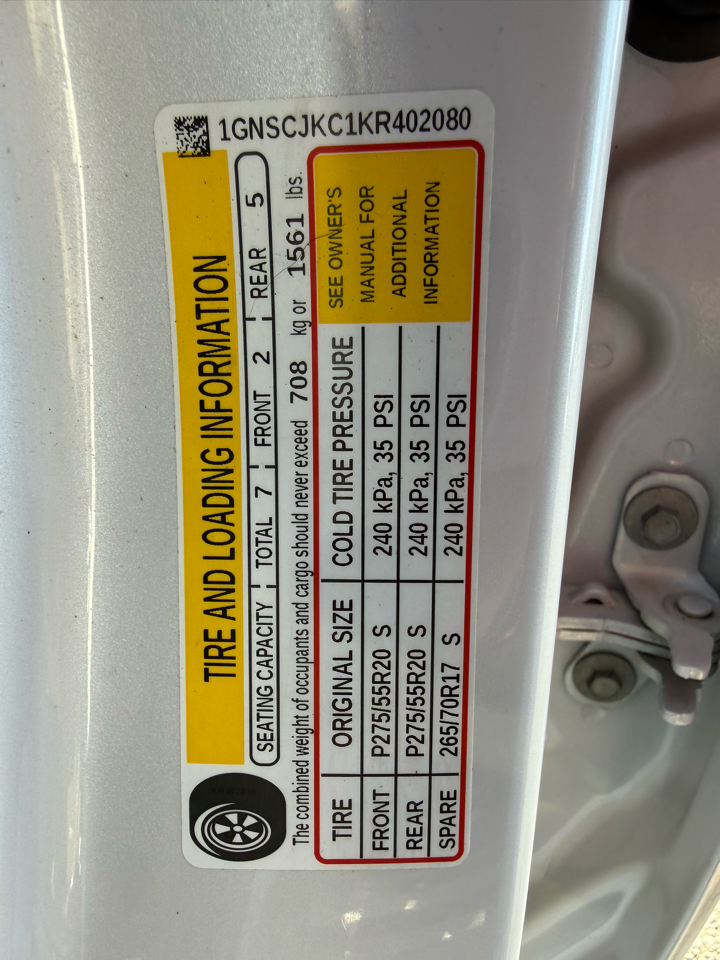 1GNSCJKC1KR402080
TIRE AND LOADING INFORMATION
SEATING CAPACITY TOTAL 7 FRONT 2 REAR 5
The combined weight of occupants and cargo should never exceed 708 kg or 1561 lbs.
TIRE ORIGINAL SIZE COLD TIRE PRESSURE
FRONT P275/55R20 S 240 kPa, 35 PSI
REAR P275/55R20 S 240 kPa, 35 PSI
SPARE 265/70R17 S 240 kPa, 35 PSI
SEE OWNER'S
MANUAL FOR
ADDITIONAL
INFORMATION